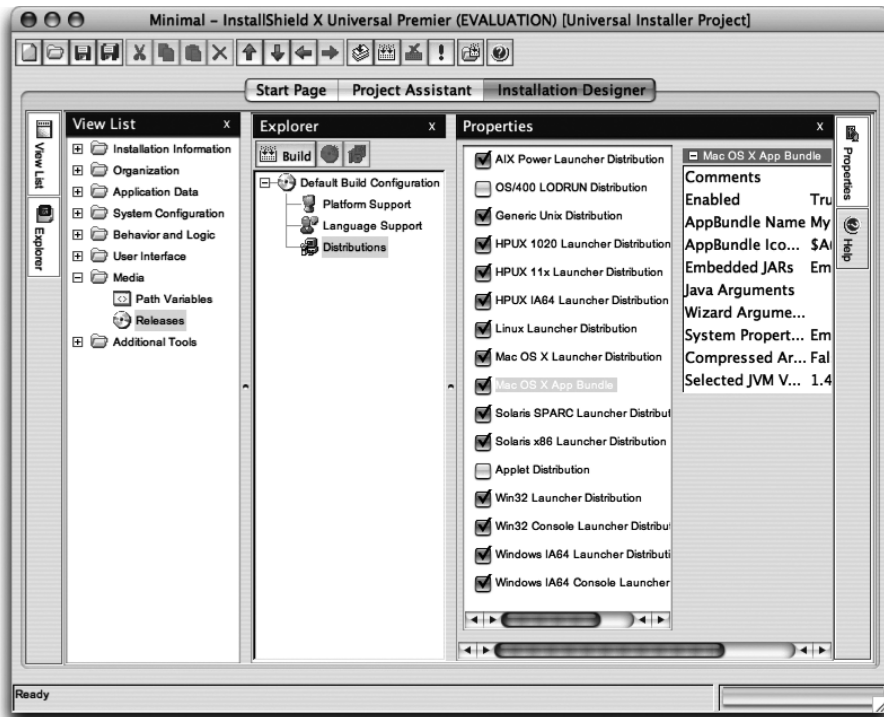 Minimal – InstallShield X Universal Premier (EVALUATION) [Universal Installer Project]
Start Page Project Assistant Installation Designer
View List
Explorer
View List x
Installation Information
Organization
Application Data
System Configuration
Behavior and Logic
User Interface
Media
Path Variables
Releases
Additional Tools
Explorer x
Build
Default Build Configuration
Platform Support
Language Support
Distributions
Properties x
AIX Power Launcher Distribution
OS/400 LODRUN Distribution
Generic Unix Distribution
HPUX 1020 Launcher Distribution
HPUX 11x Launcher Distribution
HPUX IA64 Launcher Distribution
Linux Launcher Distribution
Mac OS X Launcher Distribution
Mac OS X App Bundle
Solaris SPARC Launcher Distribut
Solaris x86 Launcher Distribution
Applet Distribution
Win32 Launcher Distribution
Win32 Console Launcher Distribu
Windows IA64 Launcher Distributi
Windows IA64 Console Launcher
Mac OS X App Bundle
Comments
Enabled Tru
AppBundle Name My
AppBundle Ico... $A
Embedded JARs Em
Java Arguments
Wizard Argume...
System Propert... Em
Compressed Ar... Fal
Selected JVM V... 1.4
Properties
Help
Ready